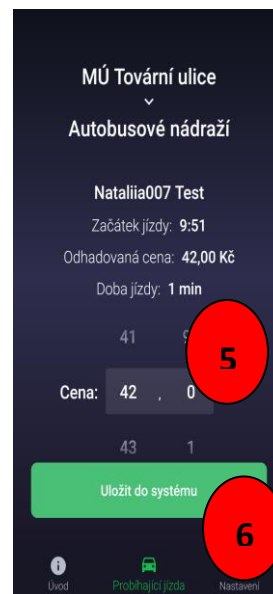 MÚ Tovární ulice
Autobusové nádraží
Nataliia007 Test
Začátek jízdy: 9:51
Odhadovaná cena: 42,00 Kč
Doba jízdy: 1 min
41 9
5
Cena: 42 , 0
43 1
Uložit do systému
6
Úvod Probíhající jízda Nastavení